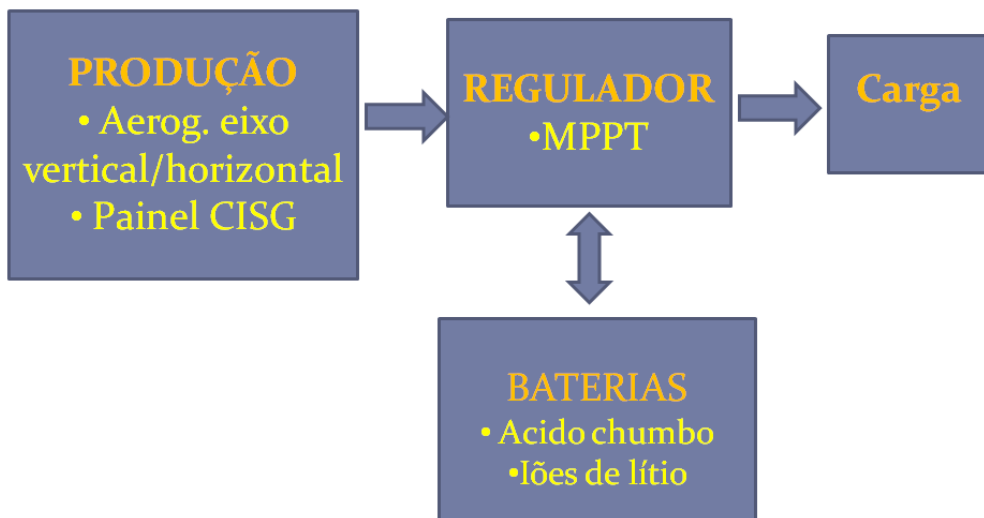 PRODUÇÃO
• Aerog. eixo
vertical/horizontal
• Painel CISG
REGULADOR
•MPPT
Carga
BATERIAS
• Acido chumbo
•Iões de lítio